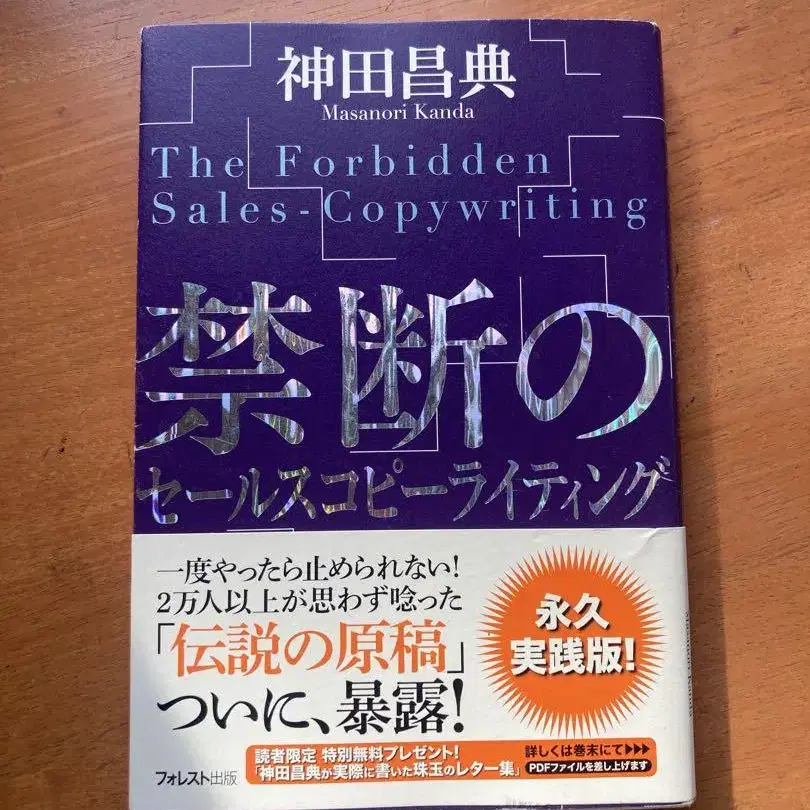 神田昌典
Masanori Kanda
The Forbidden
Sales-Copywriting
禁断の
セールスコピーライティング
一度やったら止められない!
2万人以上が思わず唸った
「伝説の原稿」
ついに、暴露!
永久
実践版!
読者限定 特別無料プレゼント!
「神田昌典が実際に書いた珠玉のレター集」
詳しくは巻末にて▶▶▶
PDFファイルを差し上げます
フォレスト出版
Masanori Kanda